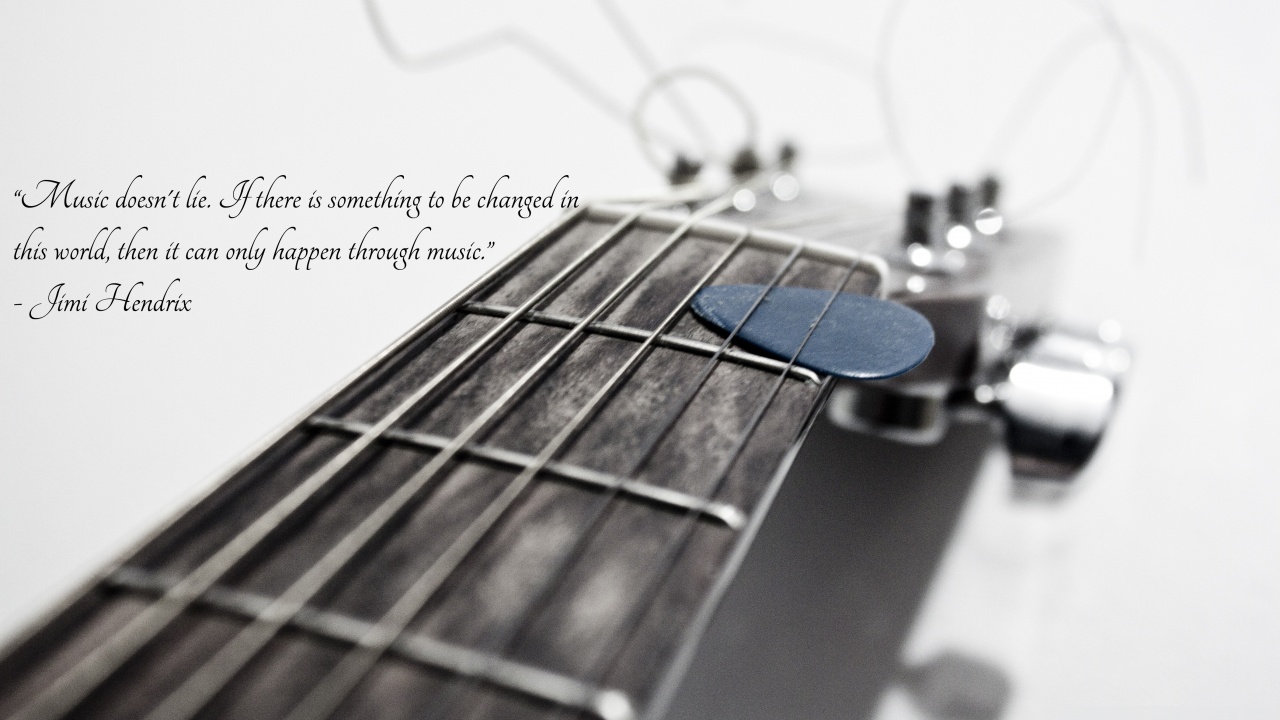 “Music doesn't lie. If there is something to be changed in
this world, then it can only happen through music.”
- Jimi Hendrix